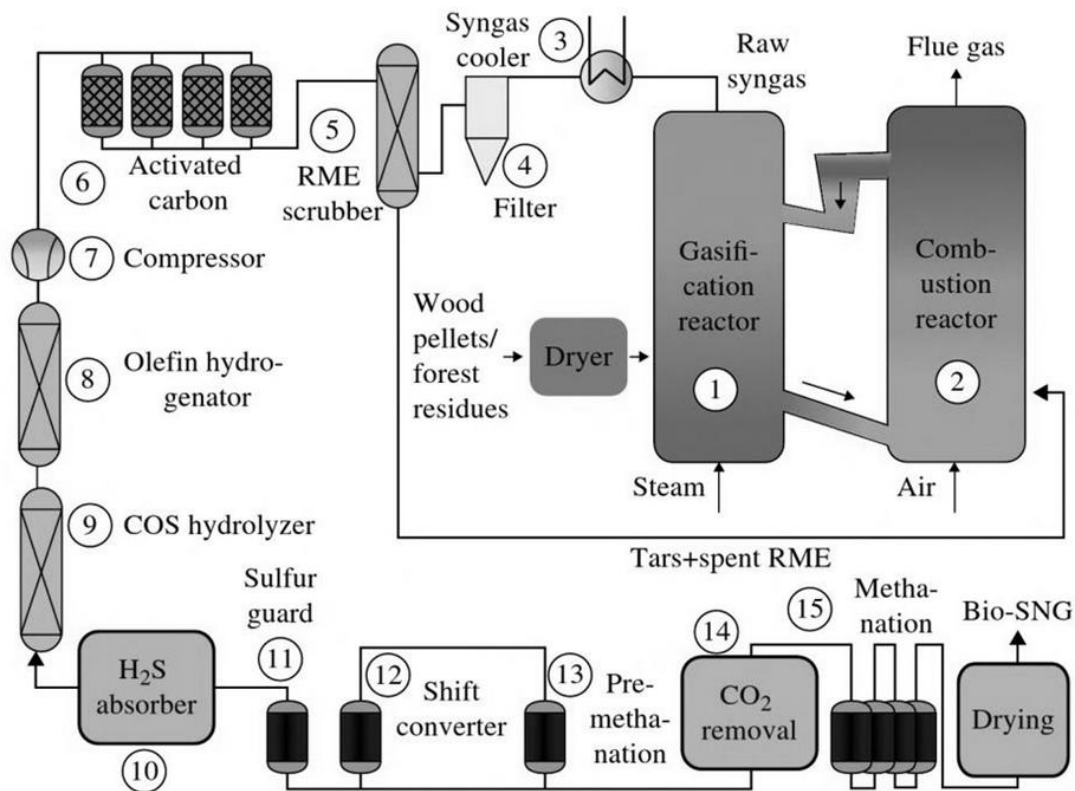 Syngas
cooler
3
Raw
syngas
Flue gas
5
RME
scrubber
4
Filter
6
Activated
carbon
7
Compressor
Gasifi-
cation
reactor
1
Comb-
ustion
reactor
2
Wood
pellets/
forest
residues
Dryer
8
Olefin hydro-
genator
Steam
Air
9
COS hydrolyzer
Tars+spent RME
Sulfur
guard
11
H₂S
absorber
10
12
Shift
converter
13
Pre-
metha-
nation
14
CO₂
removal
15
Metha-
nation
Bio-SNG
Drying